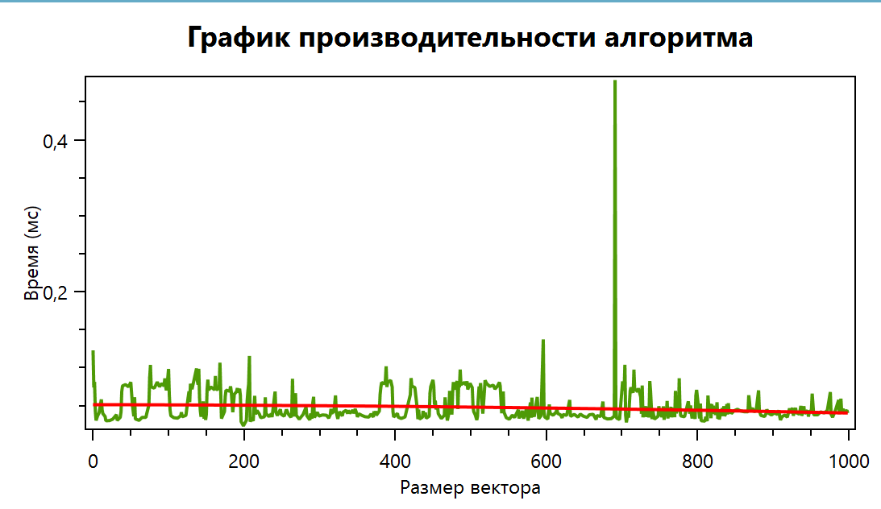 График производительности алгоритма
0,4
0,2
Время (мс)
0 200 400 600 800 1000
Размер вектора